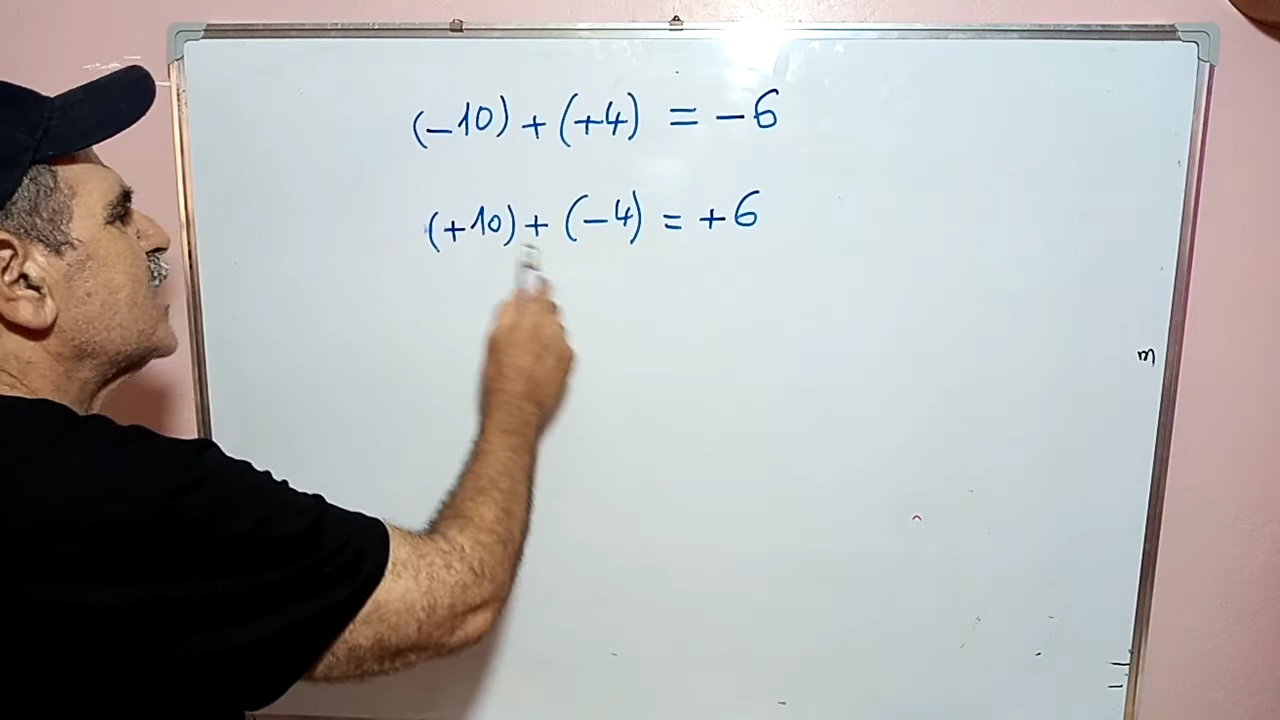 (-10) + (+4) = -6
(+10) + (-4) = +6
m